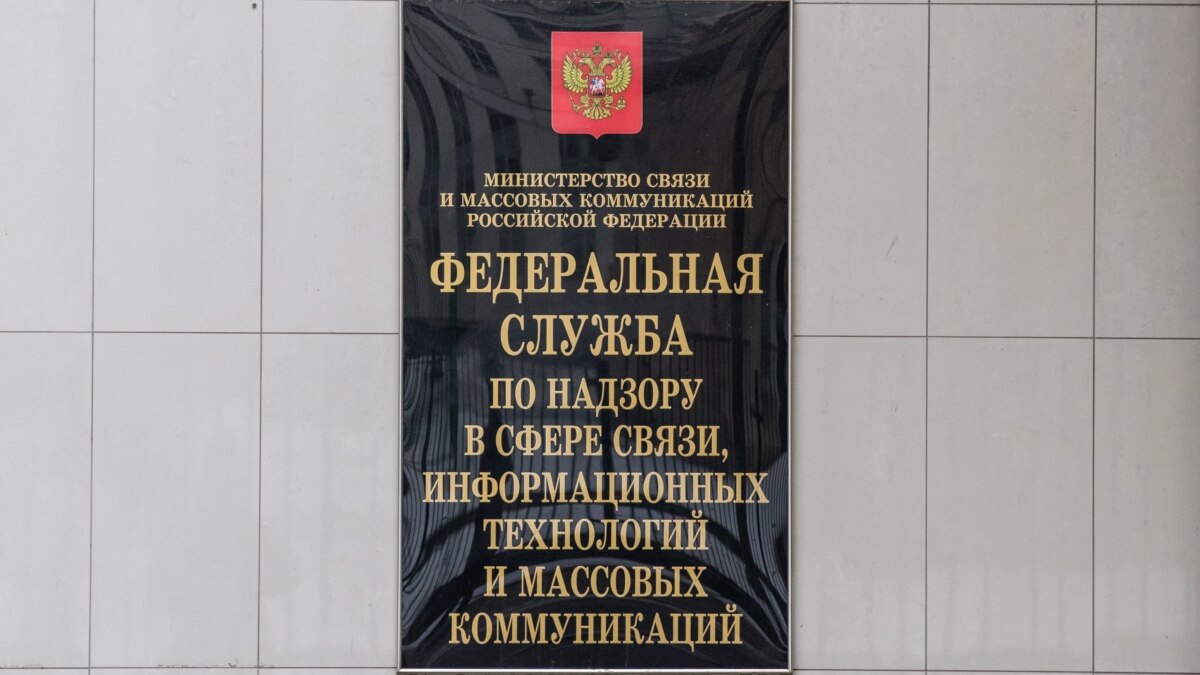 МИНИСТЕРСТВО СВЯЗИ
И МАССОВЫХ КОММУНИКАЦИЙ
РОССИЙСКОЙ ФЕДЕРАЦИИ
ФЕДЕРАЛЬНАЯ
СЛУЖБА
ПО НАДЗОРУ
В СФЕРЕ СВЯЗИ,
ИНФОРМАЦИОННЫХ
ТЕХНОЛОГИЙ
И МАССОВЫХ
КОММУНИКАЦИЙ